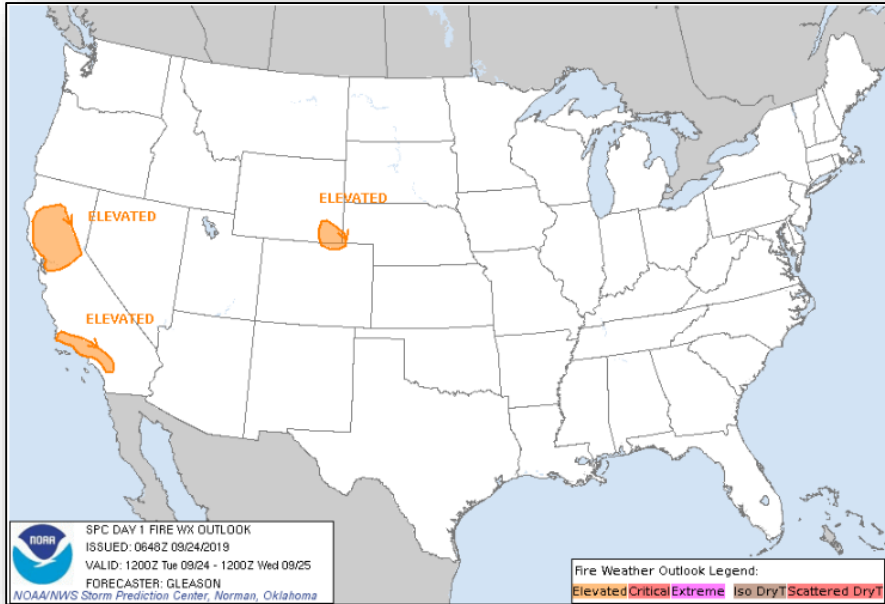 ELEVATED
ELEVATED
ELEVATED
NOAA
SPC DAY 1 FIRE WX OUTLOOK
ISSUED: 0648Z 09/24/2019
VALID: 1200Z Tue 09/24 - 1200Z Wed 09/25
FORECASTER: GLEASON
NOAA/NWS Storm Prediction Center, Norman, Oklahoma
Fire Weather Outlook Legend:
Elevated Critical Extreme Iso DryT Scattered DryT